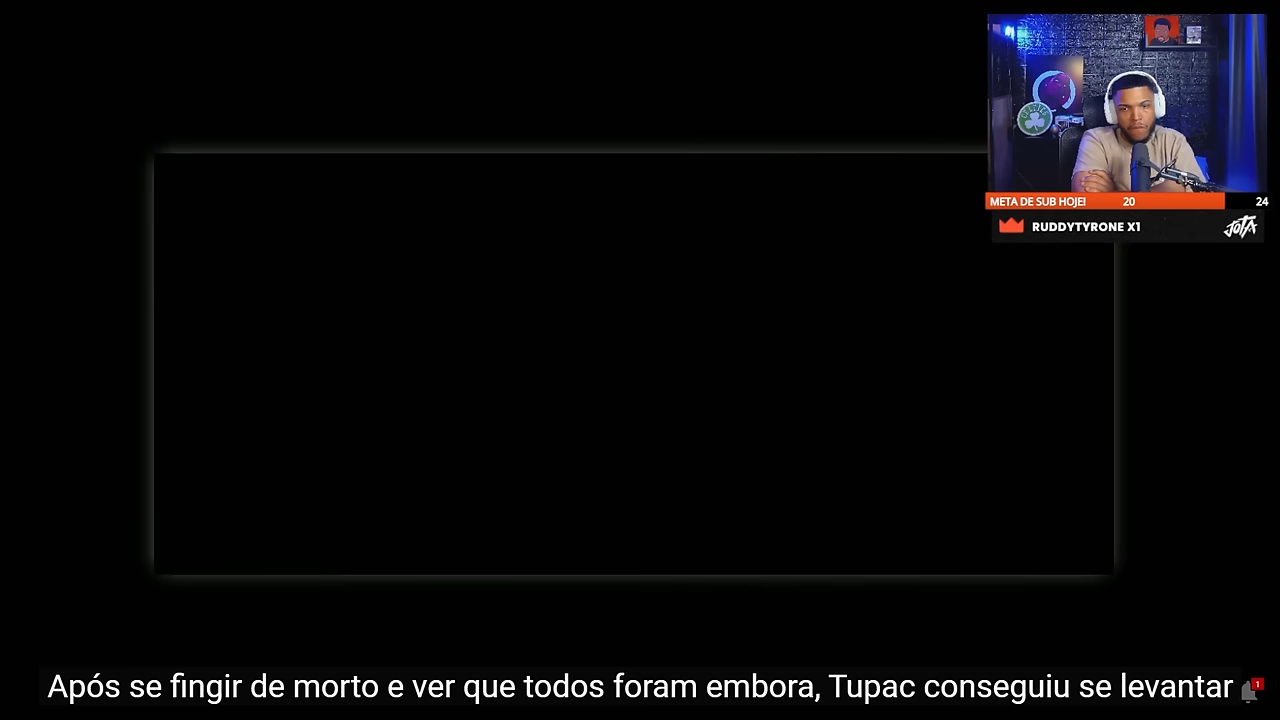 META DE SUB HOJE! 20 24
RUDDYTYRONE X1
JOTA
Após se fingir de morto e ver que todos foram embora, Tupac conseguiu se levantar
1